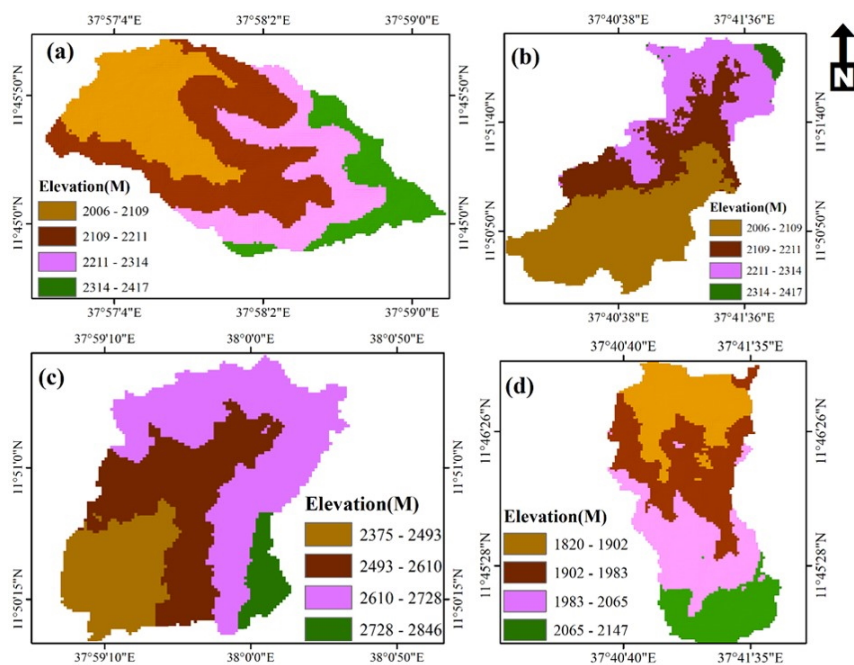 37°57'4"E 37°58'2"E 37°59'0"E
(a)
11°45'50"N
11°45'50"N
11°45'0"N
11°45'0"N
Elevation(M)
2006 - 2109
2109 - 2211
2211 - 2314
2314 - 2417
37°57'4"E 37°58'2"E 37°59'0"E
37°40'38"E 37°41'36"E
(b)
N
11°51'40"N
11°51'40"N
11°50'50"N
11°50'50"N
Elevation(M)
2006 - 2109
2109 - 2211
2211 - 2314
2314 - 2417
37°40'38"E 37°41'36"E
37°59'10"E 38°0'0"E 38°0'50"E
(c)
11°51'0"N
11°51'0"N
11°50'15"N
11°50'15"N
Elevation(M)
2375 - 2493
2493 - 2610
2610 - 2728
2728 - 2846
37°59'10"E 38°0'0"E 38°0'50"E
37°40'40"E 37°41'35"E
(d)
11°46'26"N
11°46'26"N
11°45'28"N
11°45'28"N
Elevation(M)
1820 - 1902
1902 - 1983
1983 - 2065
2065 - 2147
37°40'40"E 37°41'35"E